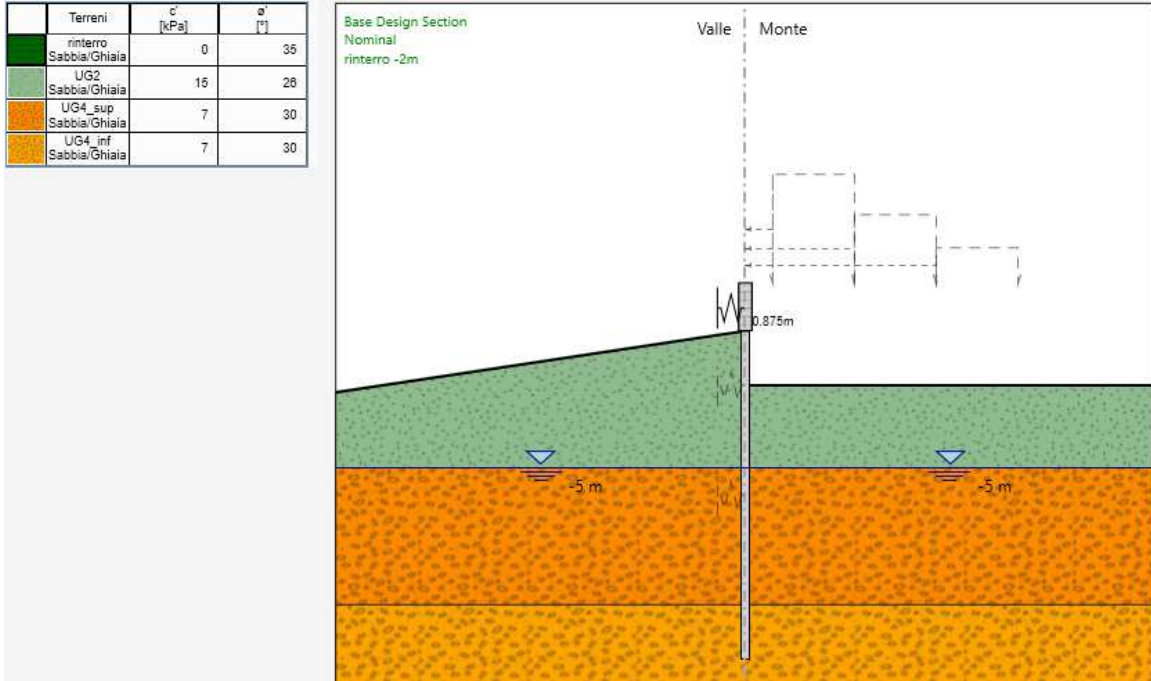 Terreni c' ø'
[kPa] [°]
rinterro
Sabbia/Ghiaia 0 35
UG2
Sabbia/Ghiaia 15 26
UG4_sup
Sabbia/Ghiaia 7 30
UG4_inf
Sabbia/Ghiaia 7 30
Base Design Section
Nominal
rinterro -2m
Valle Monte
0.875m
-5 m -5 m